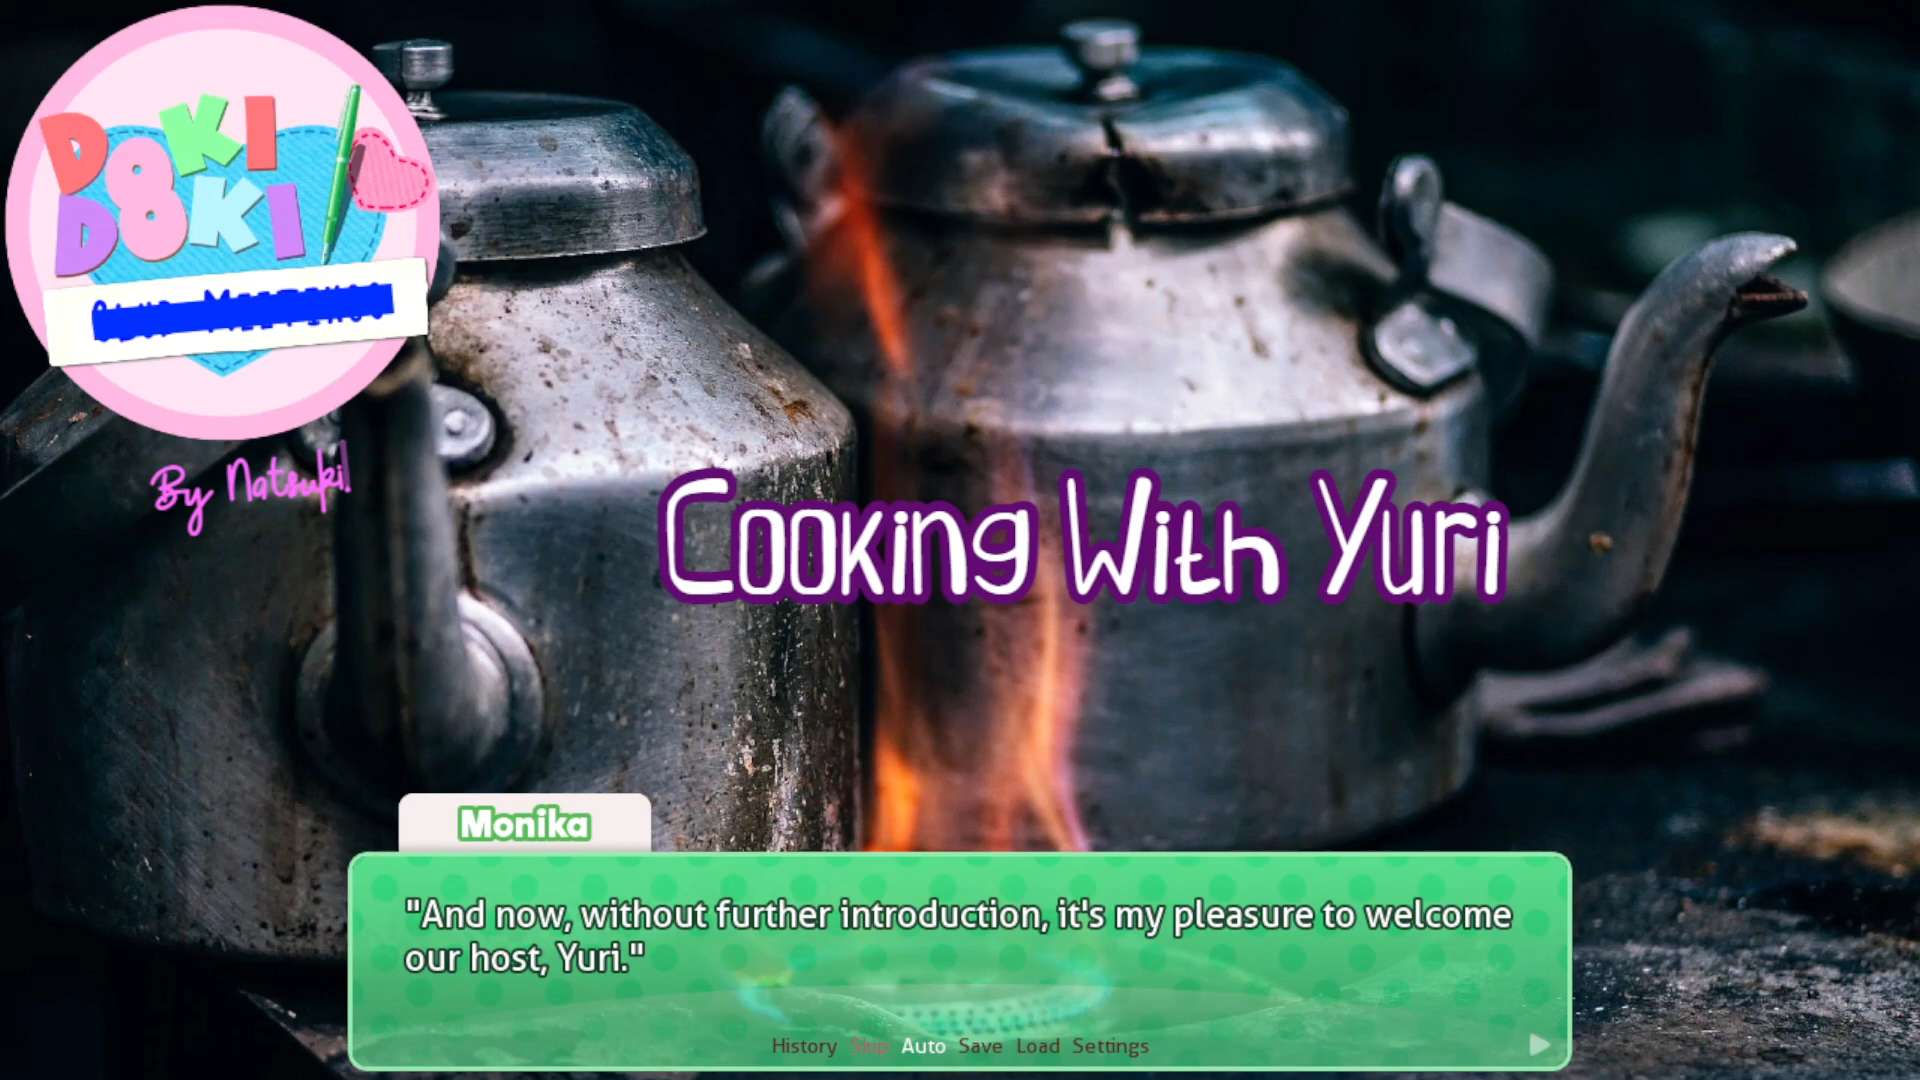 DOKI
DOKI
By Natsuki!
Cooking With Yuri
Monika
"And now, without further introduction, it's my pleasure to welcome
our host, Yuri."
History Skip Auto Save Load Settings